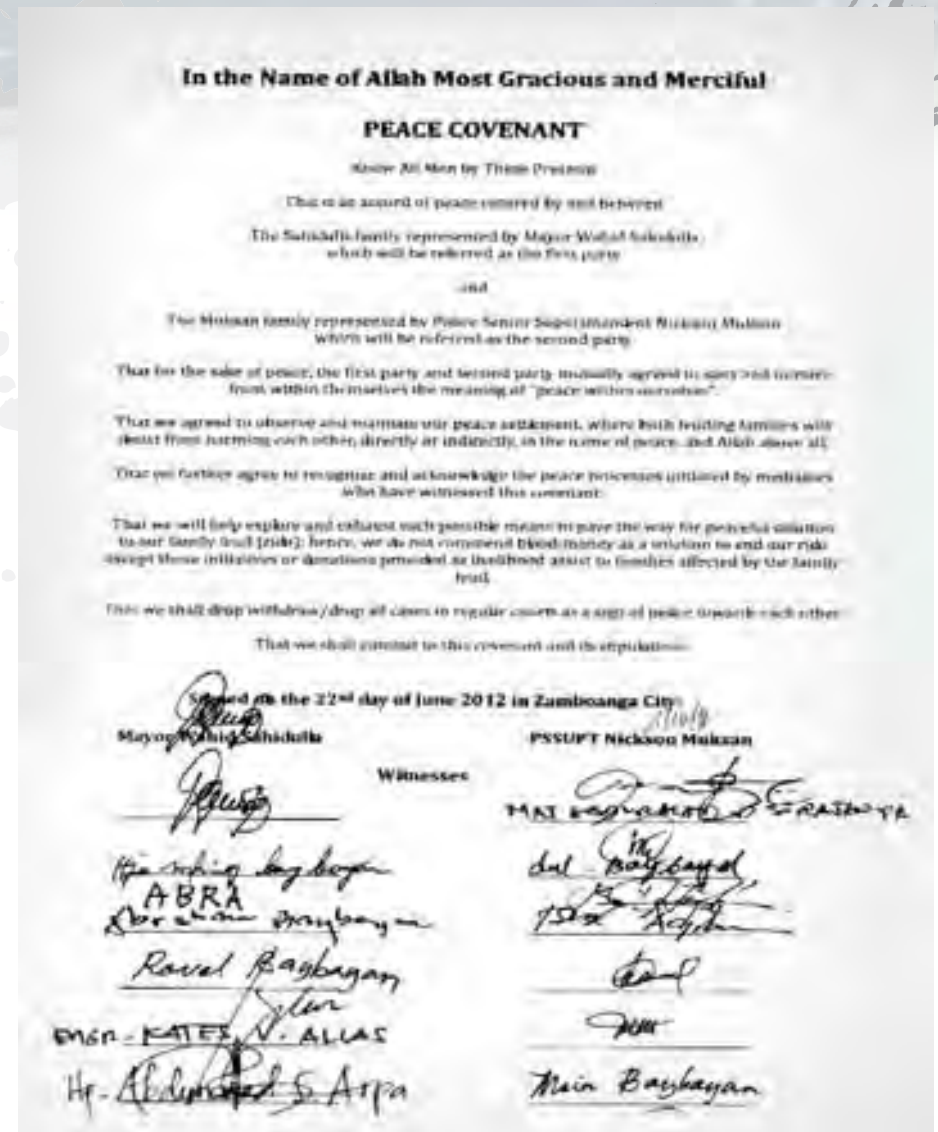 In the Name of Allah Most Gracious and Merciful
PEACE COVENANT
Know All Men by These Presents
This is an accord of peace entered by and between
The Sahidulla family represented by Mayor Wahid Sahidulla
which will be referred as the first party
and
The Muksan family represented by Police Senior Superintendent Nickson Muksan
which will be referred as the second party
That for the sake of peace, the first party and second party mutually agreed to and nurture
from within themselves the meaning of "peace within ourselves".
That we agreed to observe and maintain our peace settlement, where both feuding families will
desist from harming each other, directly or indirectly, in the name of peace, and Allah above all.
That we further agree to recognize and acknowledge the peace processes initiated by mediators
who have witnessed this covenant.
That we will help explore and exhaust each possible means to pave the way for peaceful solution
to our family feud (rido); hence, we do not commend blood money as a solution to end our rido
except those initiatives or donations provided as livelihood assist to families affected by the family
feud.
That we shall drop withdraw/drop all cases in regular courts as a sign of peace towards each other
That we shall commit to this covenant and its stipulations
Signed on the 22nd day of June 2012 in Zamboanga City
Mayor Wahid Sahidulla PSSUPT Nickson Muksan
Witnesses
MAJ
baybayan dul Baybayal
ABRA
Baybayan
Raval Baybayan
ENGR. KATES N. ALLAS
Hj. S Arpa Main Baybayan